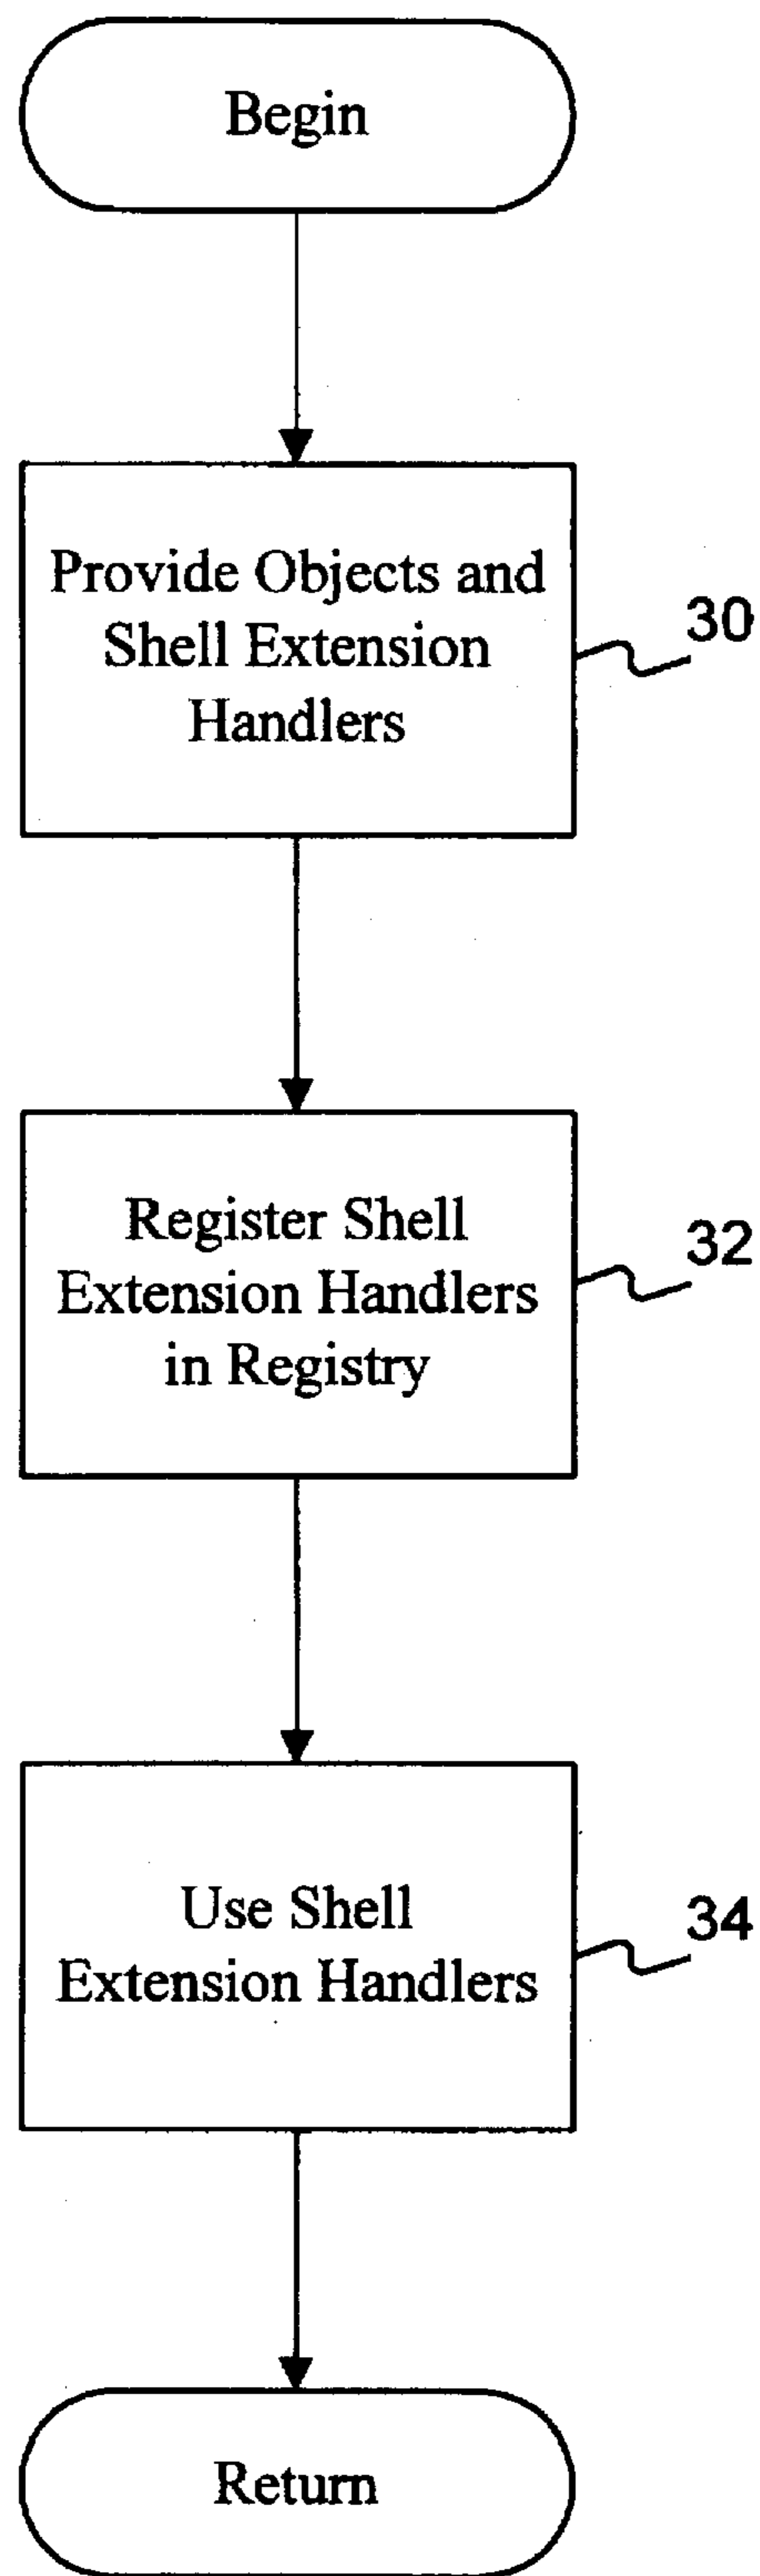 Begin
Provide Objects and
Shell Extension
Handlers
30
Register Shell
Extension Handlers
in Registry
32
Use Shell
Extension Handlers
34
Return